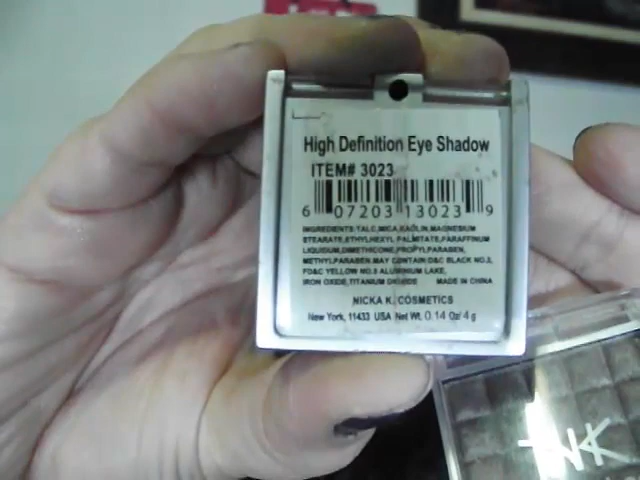 High Definition Eye Shadow
ITEM# 3023
6 07203 13023 9
INGREDIENTS:TALC,MICA,KAOLIN,MAGNESIUM
STEARATE,ETHYLHEXYL PALMITATE,PARAFFINUM
LIQUIDUM,DIMETHICONE,PROPYLPARABEN,
METHYLPARABEN.MAY CONTAIN:D&C BLACK NO.2,
FD&C YELLOW NO.5 ALUMINUM LAKE,
IRON OXIDE,TITANIUM DIOXIDE MADE IN CHINA
NICKA K. COSMETICS
New York, 11433 USA Net Wt. 0.14 Oz/ 4 g